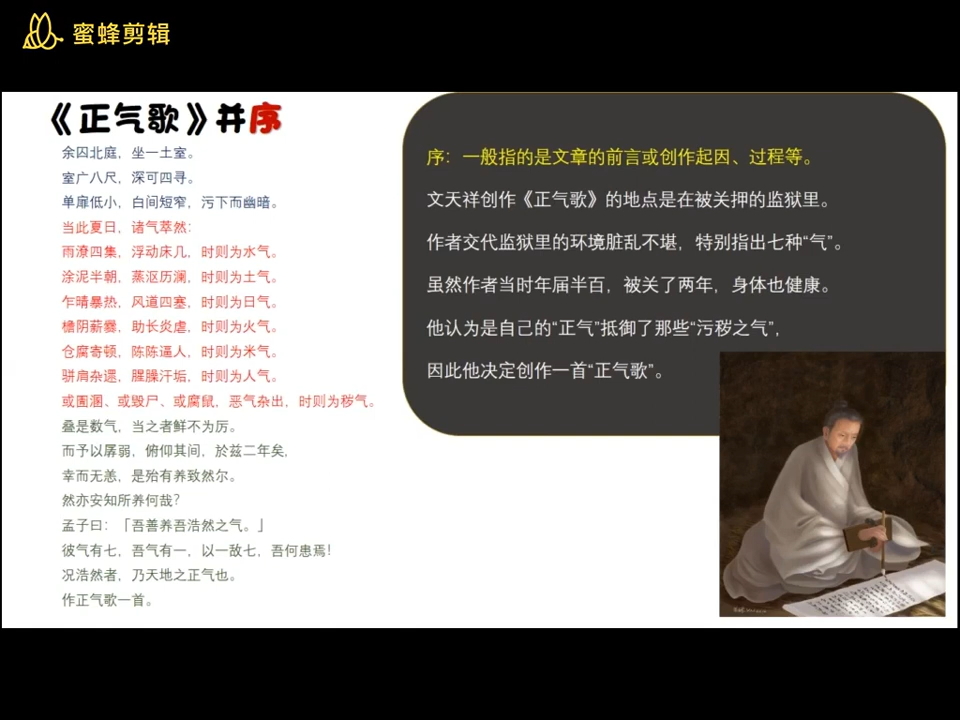 蜜蜂剪辑
《正气歌》并序
余囚北庭，坐一土室。
室广八尺，深可四寻。
单扉低小，白间短窄，污下而幽暗。
当此夏日，诸气萃然：
雨潦四集，浮动床几，时则为水气。
涂泥半朝，蒸沤历澜，时则为土气。
乍晴暴热，风道四塞，时则为日气。
檐阴薪爨，助长炎虐，时则为火气。
仓腐寄顿，陈陈逼人，时则为米气。
骈肩杂遝，腥臊汗垢，时则为人气。
或圊溷、或毁尸、或腐鼠，恶气杂出，时则为秽气。
叠是数气，当之者鲜不为厉。
而予以孱弱，俯仰其间，於兹二年矣，
幸而无恙，是殆有养致然尔。
然亦安知所养何哉？
孟子曰：「吾善养吾浩然之气。」
彼气有七，吾气有一，以一敌七，吾何患焉！
况浩然者，乃天地之正气也。
作正气歌一首。
序：一般指的是文章的前言或创作起因、过程等。
文天祥创作《正气歌》的地点是在被关押的监狱里。
作者交代监狱里的环境脏乱不堪，特别指出七种“气”。
虽然作者当时年届半百，被关了两年，身体也健康。
他认为是自己的“正气”抵御了那些“污秽之气”，
因此他决定创作一首“正气歌”。